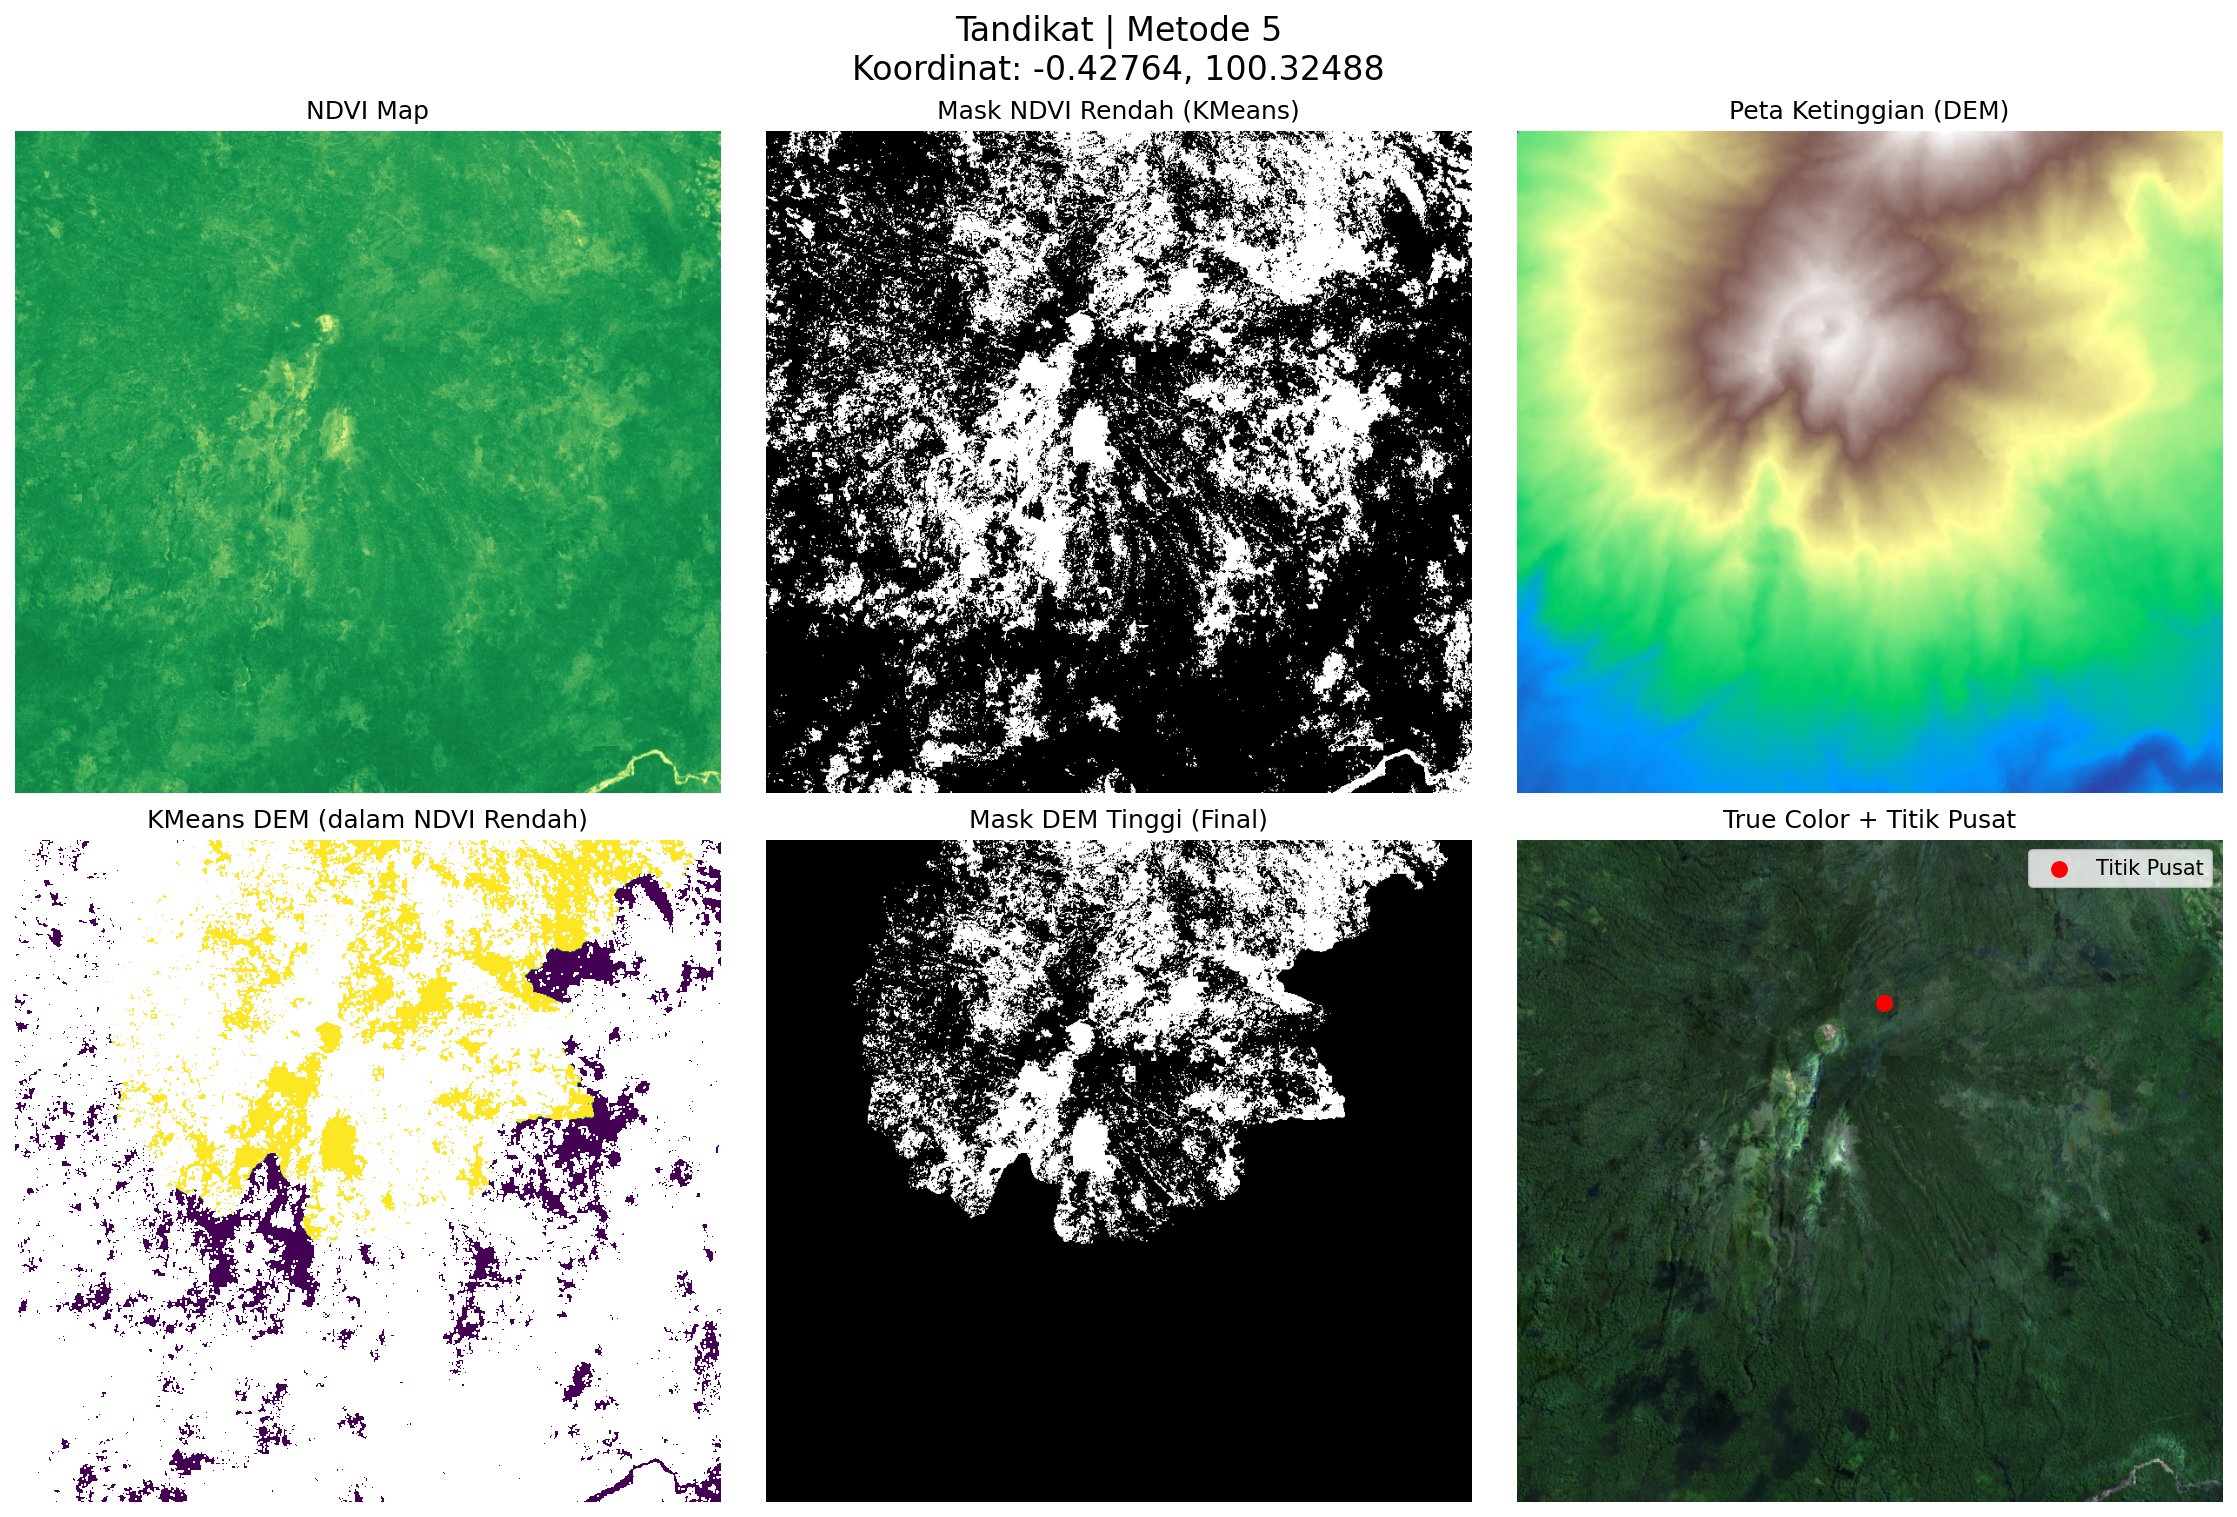 Tandikat | Metode 5
Koordinat: -0.42764, 100.32488
NDVI Map
Mask NDVI Rendah (KMeans)
Peta Ketinggian (DEM)
KMeans DEM (dalam NDVI Rendah)
Mask DEM Tinggi (Final)
True Color + Titik Pusat
Titik Pusat